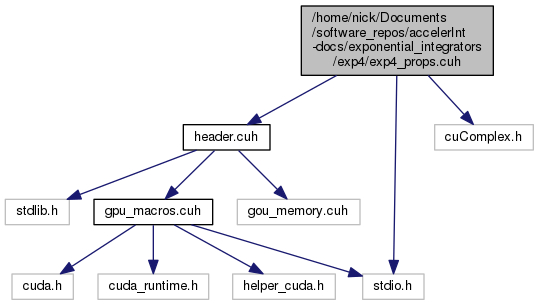 /home/nick/Documents
/software_repos/accelerInt
-docs/exponential_integrators
/exp4/exp4_props.cuh
header.cuh
cuComplex.h
stdlib.h
gpu_macros.cuh
gou_memory.cuh
cuda.h
cuda_runtime.h
helper_cuda.h
stdio.h